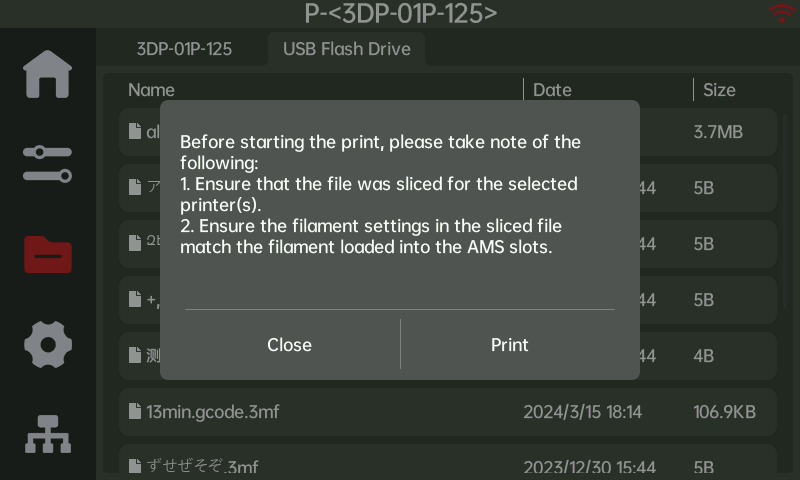 P-<3DP-01P-125>
3DP-01P-125
USB Flash Drive
Name
Date
Size
3.7MB
Before starting the print, please take note of the
following:
1. Ensure that the file was sliced for the selected
printer(s).
2. Ensure the filament settings in the sliced file
match the filament loaded into the AMS slots.
ア
44
5B
44
5B
+,
44
5B
测
44
4B
Close
Print
13min.gcode.3mf
2024/3/15 18:14
106.9KB
ずせぜそぞ.3mf
2023/12/30 15:44
5B